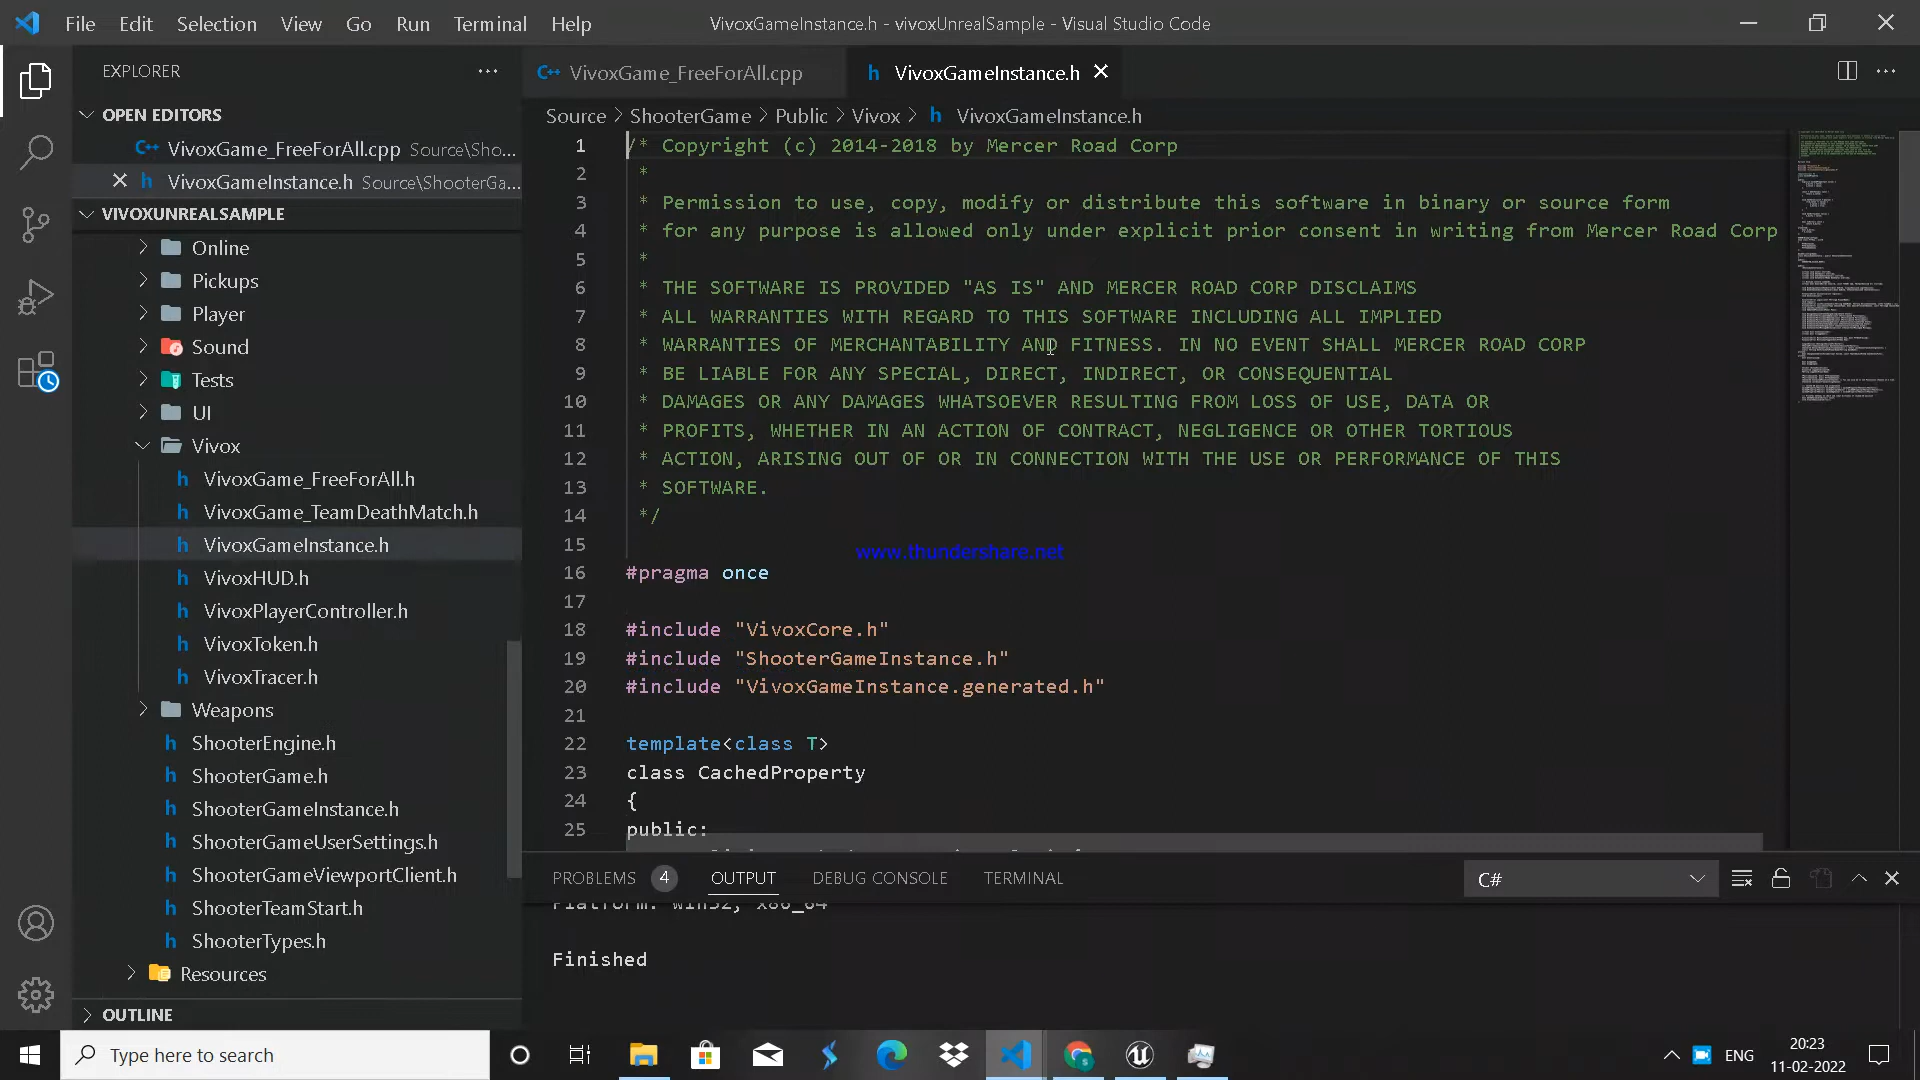 File Edit Selection View Go Run Terminal Help
VivoxGameInstance.h - vivoxUnrealSample - Visual Studio Code
EXPLORER
OPEN EDITORS
VivoxGame_FreeForAll.cpp Source\Sho...
VivoxGameInstance.h Source\ShooterGa...
VIVOXUNREALSAMPLE
Online
Pickups
Player
Sound
Tests
UI
Vivox
VivoxGame_FreeForAll.h
VivoxGame_TeamDeathMatch.h
VivoxGameInstance.h
VivoxHUD.h
VivoxPlayerController.h
VivoxToken.h
VivoxTracer.h
Weapons
ShooterEngine.h
ShooterGame.h
ShooterGameInstance.h
ShooterGameUserSettings.h
ShooterGameViewportClient.h
ShooterTeamStart.h
ShooterTypes.h
Resources
OUTLINE
VivoxGame_FreeForAll.cpp
VivoxGameInstance.h
Source > ShooterGame > Public > Vivox > VivoxGameInstance.h
1 /* Copyright (c) 2014-2018 by Mercer Road Corp
2 *
3 * Permission to use, copy, modify or distribute this software in binary or source form
4 * for any purpose is allowed only under explicit prior consent in writing from Mercer Road Corp
5 *
6 * THE SOFTWARE IS PROVIDED "AS IS" AND MERCER ROAD CORP DISCLAIMS
7 * ALL WARRANTIES WITH REGARD TO THIS SOFTWARE INCLUDING ALL IMPLIED
8 * WARRANTIES OF MERCHANTABILITY AND FITNESS. IN NO EVENT SHALL MERCER ROAD CORP
9 * BE LIABLE FOR ANY SPECIAL, DIRECT, INDIRECT, OR CONSEQUENTIAL
10 * DAMAGES OR ANY DAMAGES WHATSOEVER RESULTING FROM LOSS OF USE, DATA OR
11 * PROFITS, WHETHER IN AN ACTION OF CONTRACT, NEGLIGENCE OR OTHER TORTIOUS
12 * ACTION, ARISING OUT OF OR IN CONNECTION WITH THE USE OR PERFORMANCE OF THIS
13 * SOFTWARE.
14 */
15
www.thundershare.net
16 #pragma once
17
18 #include "VivoxCore.h"
19 #include "ShooterGameInstance.h"
20 #include "VivoxGameInstance.generated.h"
21
22 template<class T>
23 class CachedProperty
24 {
25 public:
PROBLEMS 4 OUTPUT DEBUG CONSOLE TERMINAL
C#
Platform: win32, x86_64
Finished
Type here to search
ENG
20:23
11-02-2022